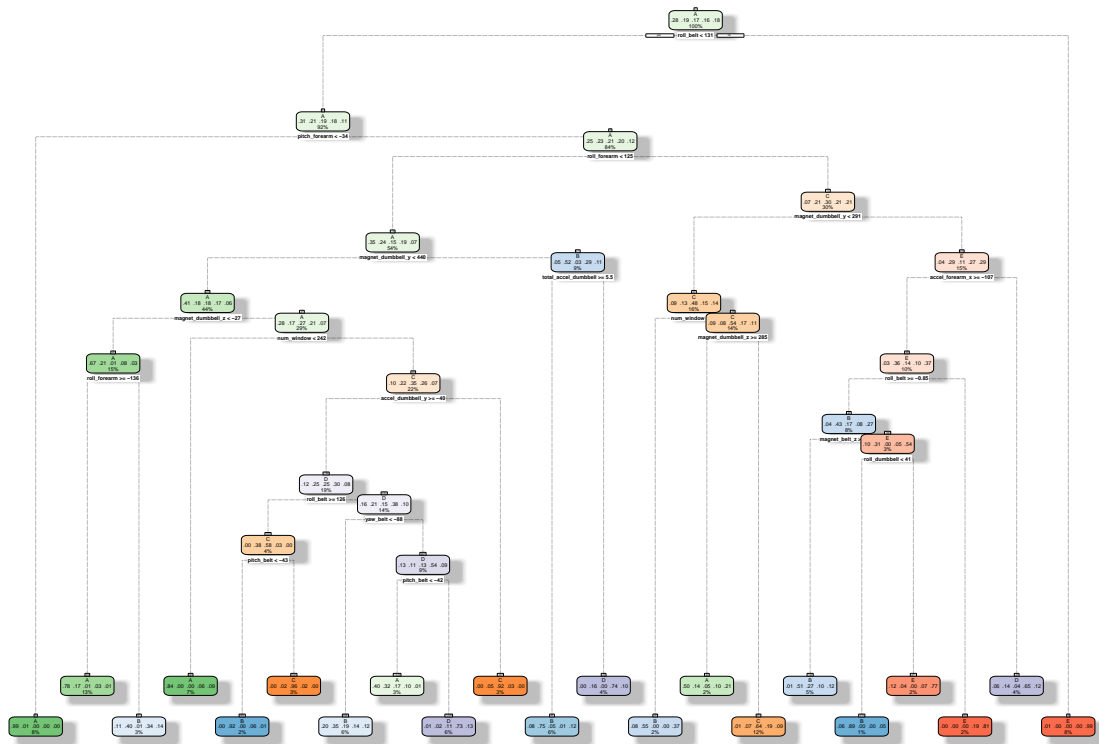 A
.28 .19 .17 .16 .18
100%
roll_belt < 131
A
.31 .21 .19 .18 .11
92%
pitch_forearm < −34
A
.25 .23 .21 .20 .12
84%
roll_forearm < 125
C
.07 .21 .30 .21 .21
30%
magnet_dumbbell_y < 291
A
.35 .24 .15 .19 .07
54%
magnet_dumbbell_y < 440
B
.05 .52 .03 .29 .11
9%
total_accel_dumbbell >= 5.5
E
.04 .29 .11 .27 .29
15%
accel_forearm_x >= −107
A
.41 .18 .18 .17 .06
44%
magnet_dumbbell_z < −27
C
.09 .13 .48 .15 .14
16%
num_window
A
.28 .17 .27 .21 .07
29%
num_window < 242
C
.09 .08 .54 .17 .11
14%
magnet_dumbbell_z >= 285
A
.67 .21 .01 .08 .03
15%
roll_forearm >= −136
E
.03 .36 .14 .10 .37
10%
roll_belt >= −0.85
C
.10 .22 .35 .26 .07
22%
accel_dumbbell_y >= −40
B
.04 .43 .17 .08 .27
8%
magnet_belt_z >
E
.10 .31 .00 .05 .54
3%
roll_dumbbell < 41
D
.12 .25 .25 .30 .08
19%
roll_belt >= 126
D
.16 .21 .15 .38 .10
14%
yaw_belt < −88
C
.00 .38 .58 .03 .00
4%
pitch_belt < −43
D
.13 .11 .13 .54 .09
9%
pitch_belt < −42
A
.78 .17 .01 .03 .01
13%
A
.84 .05 .00 .06 .09
7%
C
.00 .02 .96 .02 .00
3%
A
.40 .32 .17 .10 .01
3%
C
.00 .05 .92 .03 .00
3%
D
.00 .16 .00 .74 .10
4%
A
.50 .14 .05 .10 .21
2%
B
.01 .51 .27 .10 .12
5%
E
.12 .04 .00 .07 .77
2%
D
.06 .14 .04 .65 .12
4%
A
.99 .01 .00 .00 .00
8%
B
.11 .40 .01 .34 .14
3%
B
.00 .92 .00 .06 .01
2%
B
.20 .35 .19 .14 .12
6%
D
.01 .02 .11 .73 .13
6%
B
.08 .75 .05 .01 .12
6%
B
.08 .55 .00 .00 .37
2%
C
.01 .07 .64 .19 .09
12%
B
.06 .89 .00 .00 .05
1%
E
.00 .00 .00 .19 .81
2%
E
.01 .00 .00 .00 .99
8%